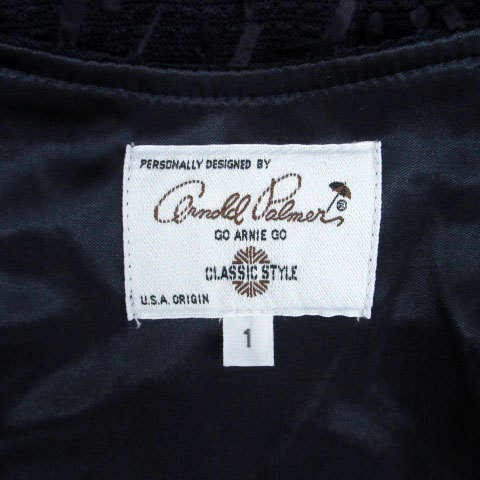 PERSONALLY DESIGNED BY
Arnold Palmer ®
GO ARNIE GO
CLASSIC STYLE
U.S.A. ORIGIN
1